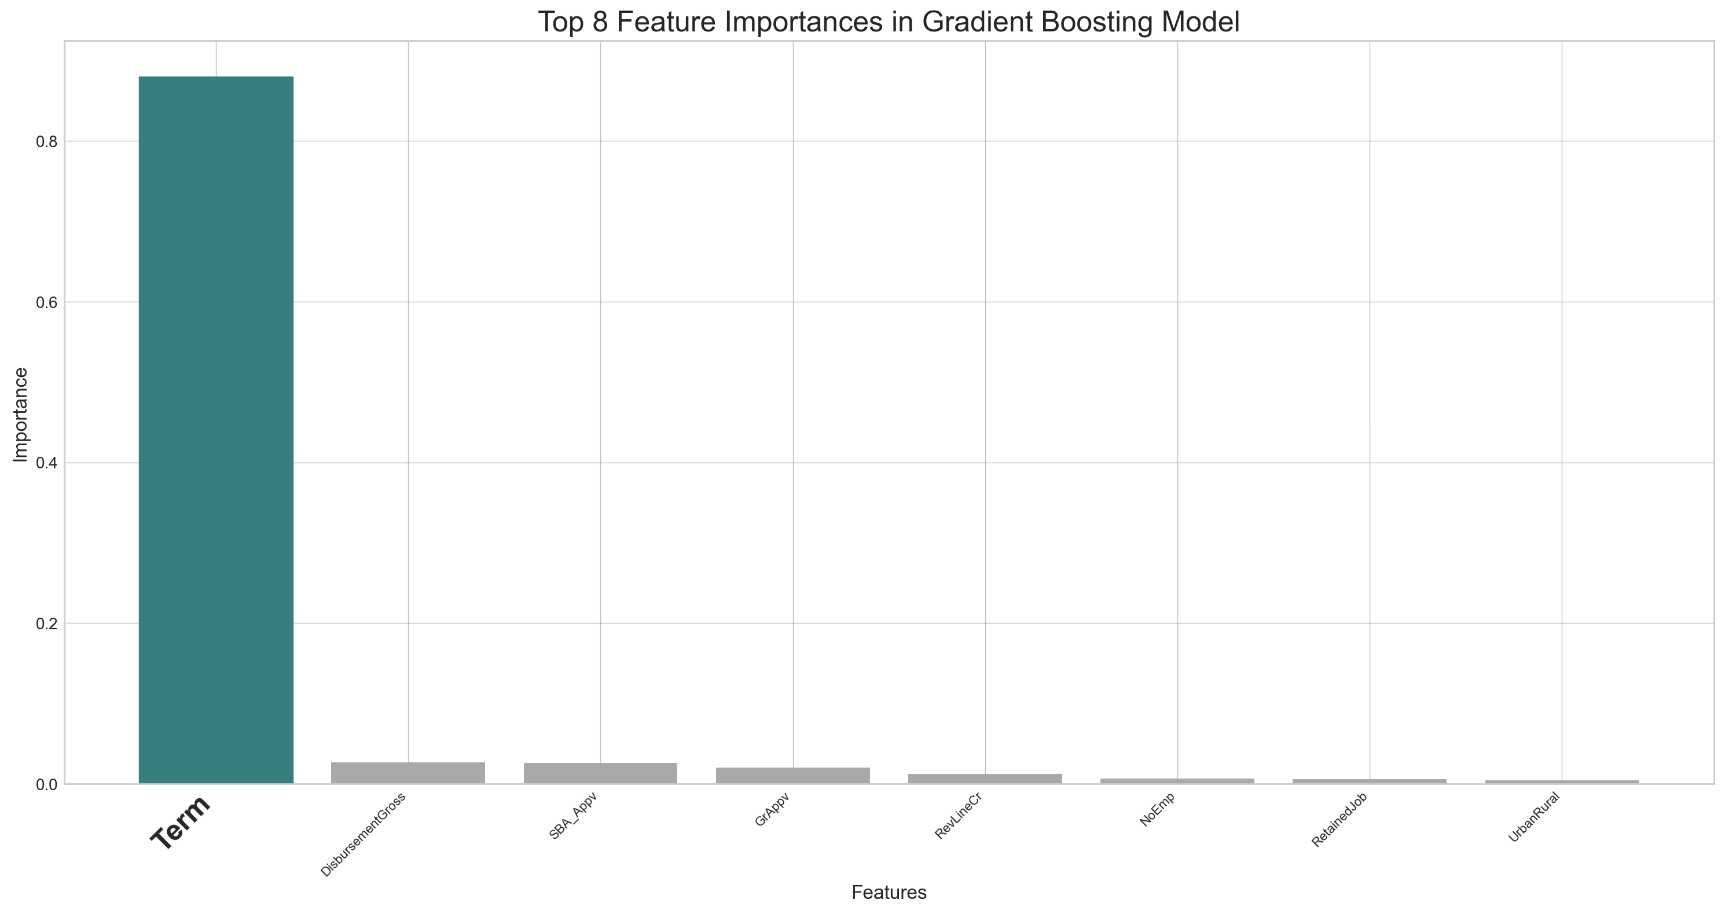 Top 8 Feature Importances in Gradient Boosting Model
Importance
0.8
0.6
0.4
0.2
0.0
Term
DisbursementGross
SBA_Appv
GrAppv
RevLineCr
NoEmp
RetainedJob
UrbanRural
Features